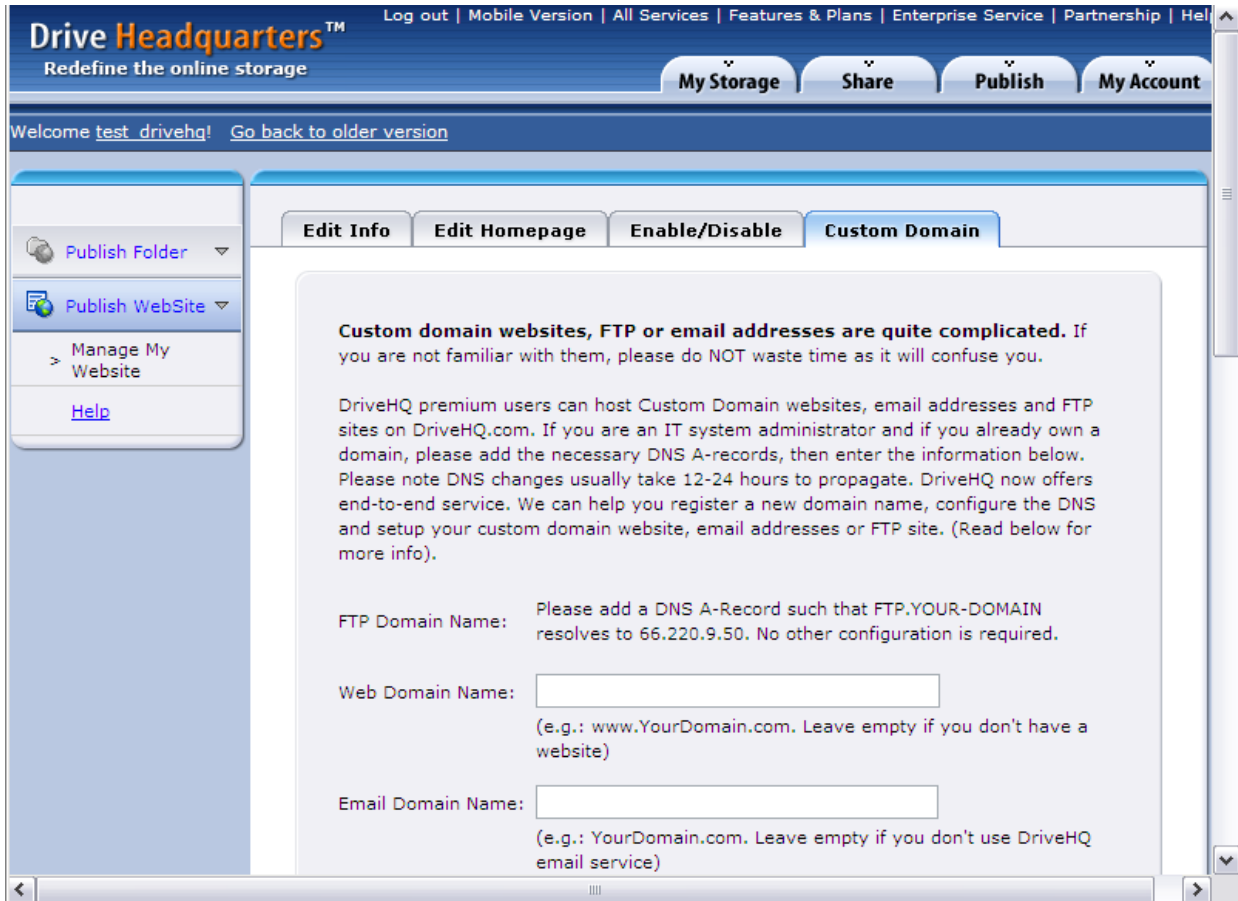 Log out | Mobile Version | All Services | Features & Plans | Enterprise Service | Partnership | Hel
Drive Headquarters™
Redefine the online storage
My Storage
Share
Publish
My Account
Welcome test_drivehq! Go back to older version
Publish Folder
Publish WebSite
> Manage My
Website
Help
Edit Info
Edit Homepage
Enable/Disable
Custom Domain
Custom domain websites, FTP or email addresses are quite complicated. If
you are not familiar with them, please do NOT waste time as it will confuse you.
DriveHQ premium users can host Custom Domain websites, email addresses and FTP
sites on DriveHQ.com. If you are an IT system administrator and if you already own a
domain, please add the necessary DNS A-records, then enter the information below.
Please note DNS changes usually take 12-24 hours to propagate. DriveHQ now offers
end-to-end service. We can help you register a new domain name, configure the DNS
and setup your custom domain website, email addresses or FTP site. (Read below for
more info).
FTP Domain Name:
Please add a DNS A-Record such that FTP.YOUR-DOMAIN
resolves to 66.220.9.50. No other configuration is required.
Web Domain Name:
(e.g.: www.YourDomain.com. Leave empty if you don't have a
website)
Email Domain Name:
(e.g.: YourDomain.com. Leave empty if you don't use DriveHQ
email service)